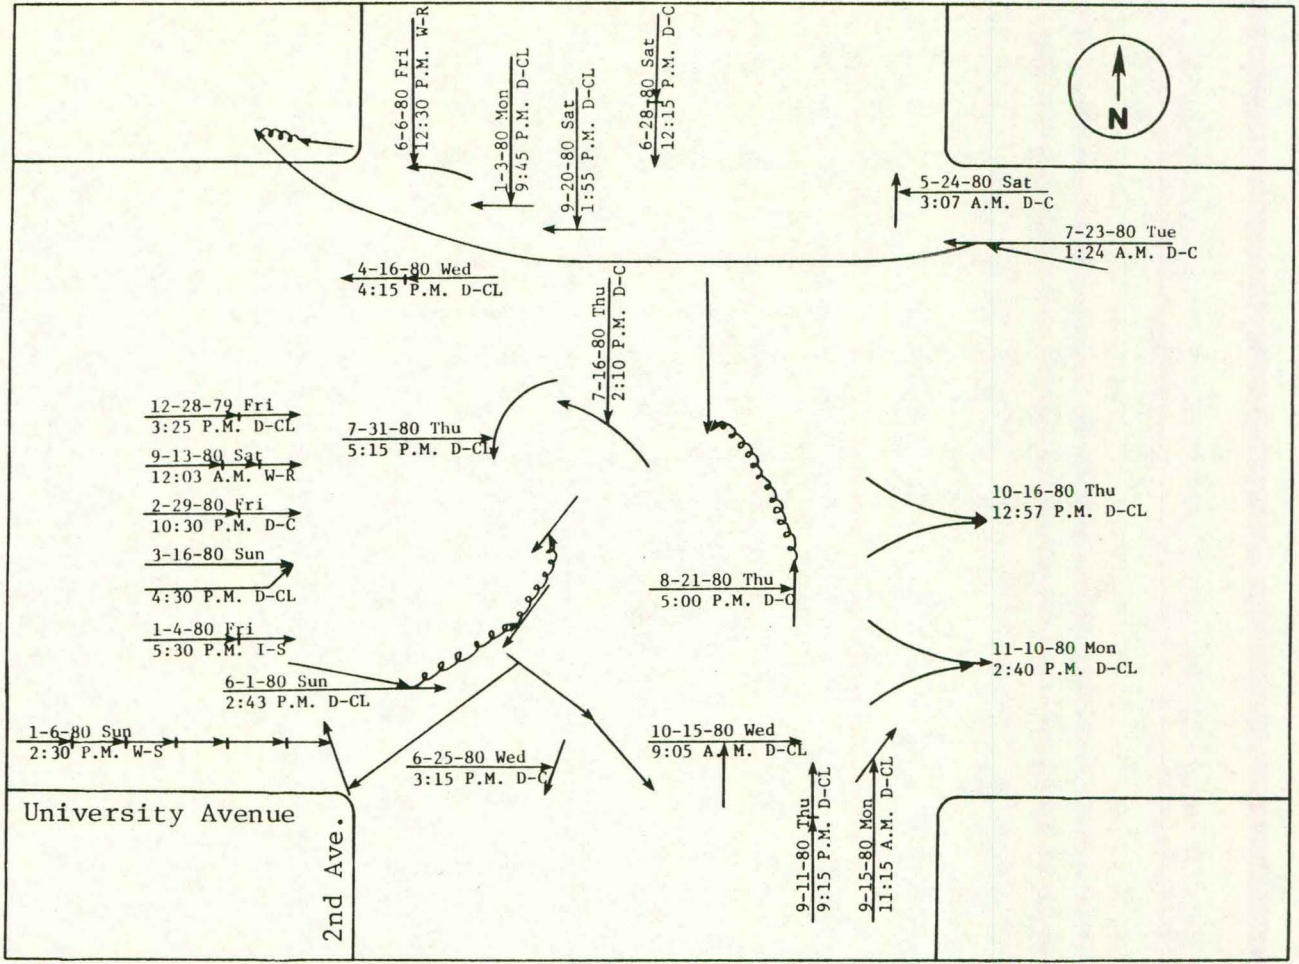 6-6-80 Fri
12:30 P.M. W-R
1-3-80 Mon
9:45 P.M. D-CL
9-20-80 Sat
1:55 P.M. D-CL
6-28-80 Sat
12:15 P.M. D-C
N
5-24-80 Sat
3:07 A.M. D-C
7-23-80 Tue
1:24 A.M. D-C
4-16-80 Wed
4:15 P.M. D-CL
7-16-80 Thu
2:10 P.M. D-C
12-28-79 Fri
3:25 P.M. D-CL
7-31-80 Thu
5:15 P.M. D-CL
9-13-80 Sat
12:03 A.M. W-R
2-29-80 Fri
10:30 P.M. D-C
10-16-80 Thu
12:57 P.M. D-CL
3-16-80 Sun
4:30 P.M. D-CL
8-21-80 Thu
5:00 P.M. D-C
1-4-80 Fri
5:30 P.M. I-S
11-10-80 Mon
2:40 P.M. D-CL
6-1-80 Sun
2:43 P.M. D-CL
1-6-80 Sun
2:30 P.M. W-S
6-25-80 Wed
3:15 P.M. D-C
10-15-80 Wed
9:05 A.M. D-CL
9-11-80 Thu
9:15 P.M. D-CL
9-15-80 Mon
11:15 A.M. D-CL
University Avenue
2nd Ave.